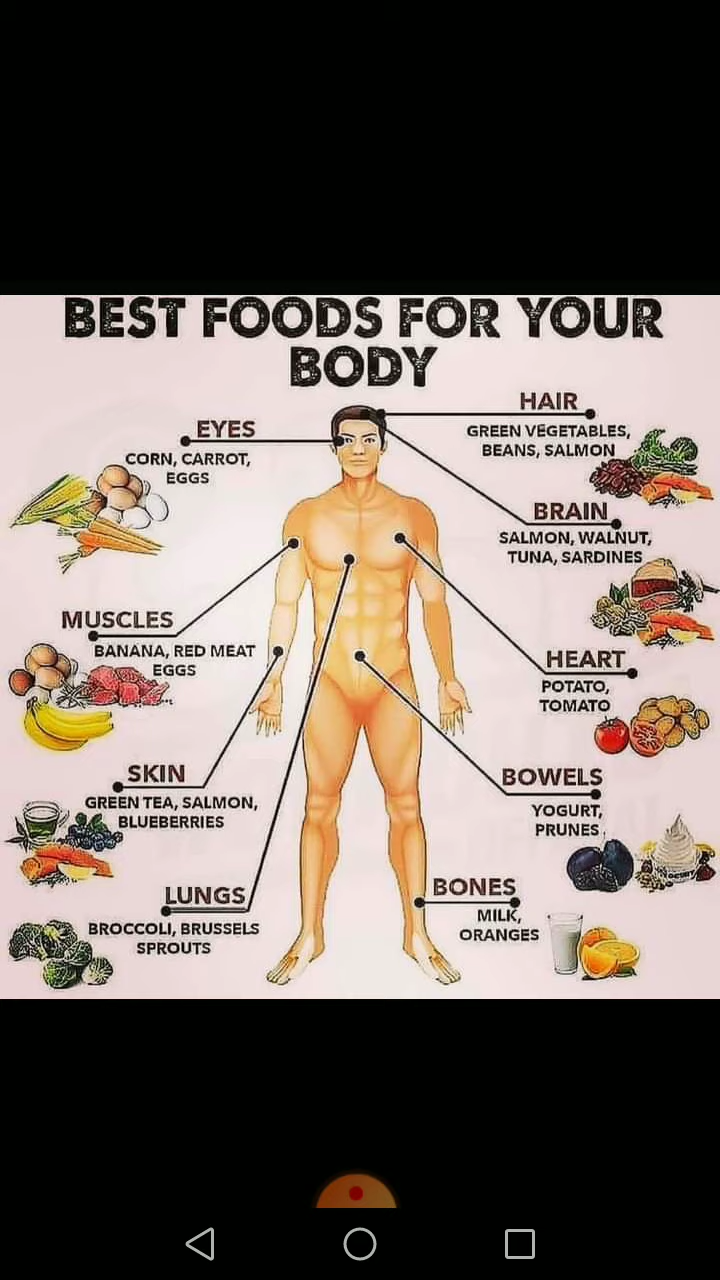 BEST FOODS FOR YOUR
BODY
HAIR
GREEN VEGETABLES,
BEANS, SALMON
EYES
CORN, CARROT,
EGGS
BRAIN
SALMON, WALNUT,
TUNA, SARDINES
MUSCLES
BANANA, RED MEAT
EGGS
HEART
POTATO,
TOMATO
SKIN
GREEN TEA, SALMON,
BLUEBERRIES
BOWELS
YOGURT,
PRUNES
LUNGS
BROCCOLI, BRUSSELS
SPROUTS
BONES
MILK,
ORANGES